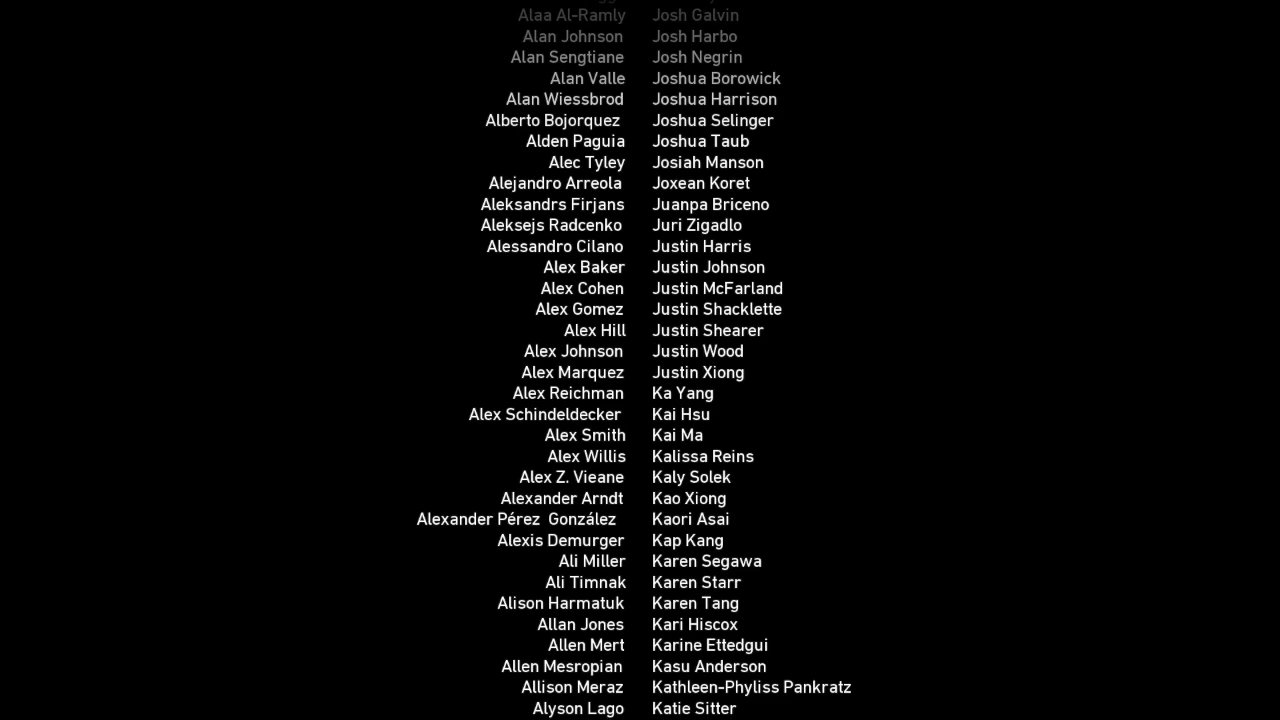 Alaa Al-Ramly Josh Galvin
Alan Johnson Josh Harbo
Alan Sengtiane Josh Negrin
Alan Valle Joshua Borowick
Alan Wiessbrod Joshua Harrison
Alberto Bojorquez Joshua Selinger
Alden Paguia Joshua Taub
Alec Tyley Josiah Manson
Alejandro Arreola Joxean Koret
Aleksandrs Firjans Juanpa Briceno
Aleksejs Radcenko Juri Zigadlo
Alessandro Cilano Justin Harris
Alex Baker Justin Johnson
Alex Cohen Justin McFarland
Alex Gomez Justin Shacklette
Alex Hill Justin Shearer
Alex Johnson Justin Wood
Alex Marquez Justin Xiong
Alex Reichman Ka Yang
Alex Schindeldecker Kai Hsu
Alex Smith Kai Ma
Alex Willis Kalissa Reins
Alex Z. Vieane Kaly Solek
Alexander Arndt Kao Xiong
Alexander Pérez González Kaori Asai
Alexis Demurger Kap Kang
Ali Miller Karen Segawa
Ali Timnak Karen Starr
Alison Harmatuk Karen Tang
Allan Jones Kari Hiscox
Allen Mert Karine Ettedgui
Allen Mesropian Kasu Anderson
Allison Meraz Kathleen-Phyliss Pankratz
Alyson Lago Katie Sitter